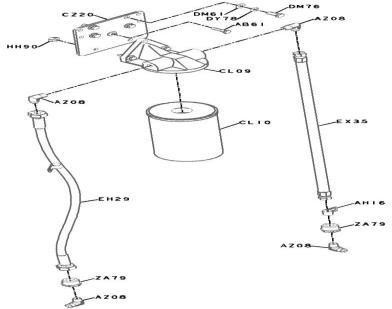 DM76
CZ20
DM61
DY78
AB61
AZ08
HH90
CL09
AZ08
CL10
EX35
EH29
AH16
ZA79
AZ08
ZA79
AZ08